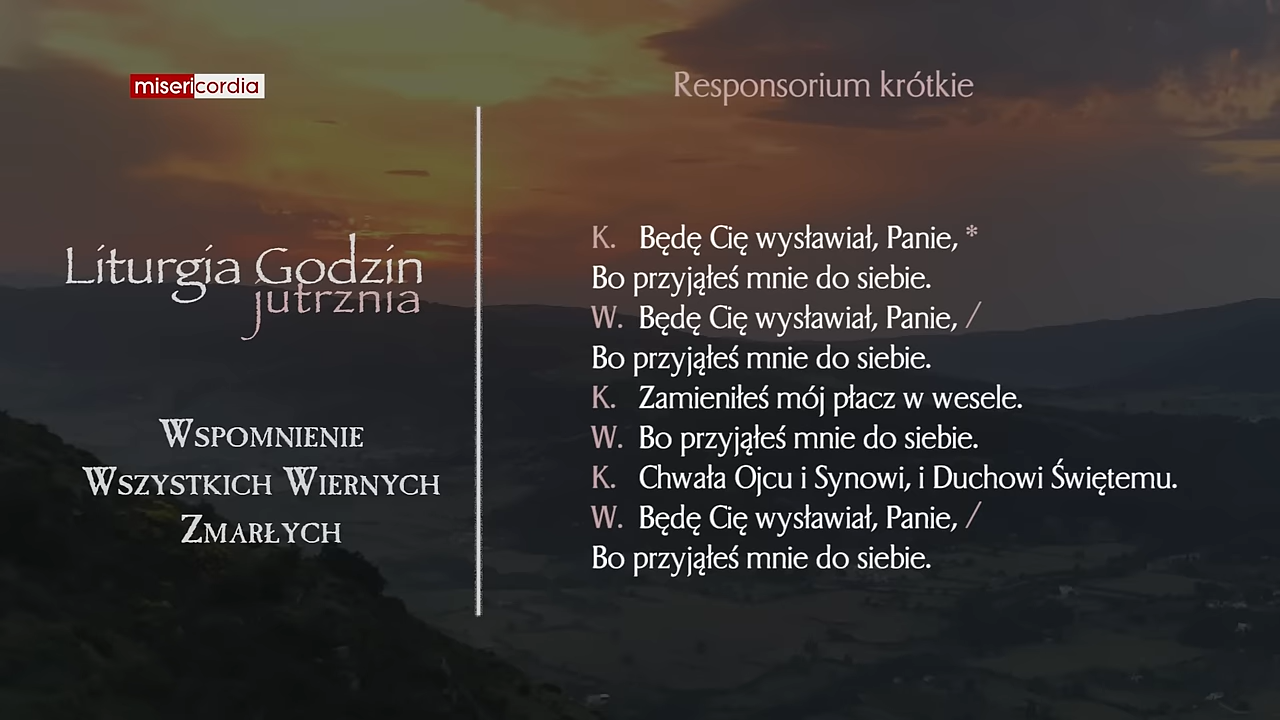 misericordia
Liturgia Godzin
jutrznia
Wspomnienie
Wszystkich Wiernych
Zmarłych
Responsorium krótkie
K. Będę Cię wysławiał, Panie, *
Bo przyjąłeś mnie do siebie.
W. Będę Cię wysławiał, Panie, /
Bo przyjąłeś mnie do siebie.
K. Zamieniłeś mój płacz w wesele.
W. Bo przyjąłeś mnie do siebie.
K. Chwała Ojcu i Synowi, i Duchowi Świętemu.
W. Będę Cię wysławiał, Panie, /
Bo przyjąłeś mnie do siebie.